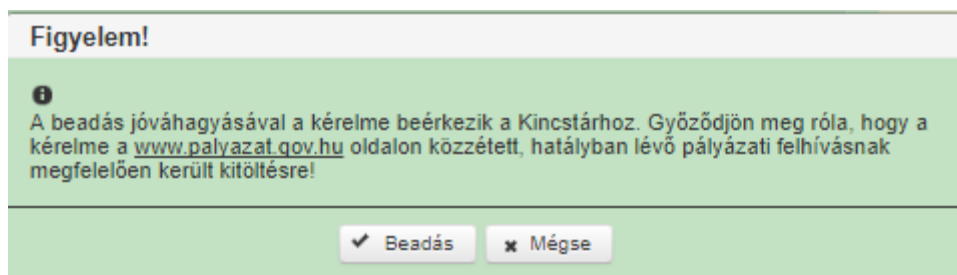 Figyelem!
A beadás jóváhagyásával a kérelme beérkezik a Kincstárhoz. Győződjön meg róla, hogy a
kérelme a www.palyazat.gov.hu oldalon közzétett, hatályban lévő pályázati felhívásnak
megfelelően került kitöltésre!
Beadás Mégse